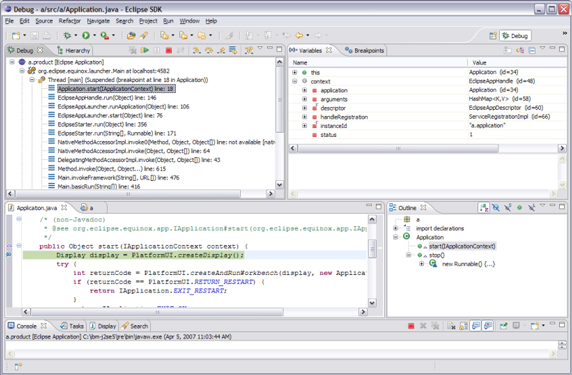 Debug - a/src/a/Application.java - Eclipse SDK
File Edit Source Refactor Navigate Search Project Run Window Help
Debug
Debug Hierarchy
a.product [Eclipse Application]
org.eclipse.equinox.launcher.Main at localhost:4582
Thread [main] (Suspended (breakpoint at line 18 in Application))
Application.start(IApplicationContext) line: 18
EclipseAppHandle.run(Object) line: 146
EclipseAppLauncher.runApplication(Object) line: 106
EclipseAppLauncher.start(Object) line: 76
EclipseStarter.run(Object) line: 356
EclipseStarter.run(String[], Runnable) line: 171
NativeMethodAccessorImpl.invoke0(Method, Object, Object[]) line: not available [nativ
NativeMethodAccessorImpl.invoke(Object, Object[]) line: 64
DelegatingMethodAccessorImpl.invoke(Object, Object[]) line: 43
Method.invoke(Object, Object...) line: 615
Main.invokeFramework(String[], URL[]) line: 476
Main.basicRun(String[]) line: 416
Variables Breakpoints
Name Value
this Application (id=34)
context EclipseAppHandle (id=48)
application Application (id=34)
arguments HashMap<K,V> (id=58)
descriptor EclipseAppDescriptor (id=60)
handleRegistration ServiceRegistrationImpl (id=66)
instanceId "a.application"
status 1
Application.java a
/* (non-Javadoc)
* @see org.eclipse.equinox.app.IApplication#start(org.eclipse.equinox.app.IA
*/
public Object start(IApplicationContext context) {
Display display = PlatformUI.createDisplay();
try {
int returnCode = PlatformUI.createAndRunWorkbench(display, new Applicat
if (returnCode == PlatformUI.RETURN_RESTART) {
return IApplication.EXIT_RESTART;
}
Outline
a
import declarations
Application
start(IApplicationContext)
stop()
new Runnable() {...}
Console Tasks Display Search
a.product [Eclipse Application] C:\ibm-j2se5\jre\bin\javaw.exe (Apr 5, 2007 11:03:44 AM)